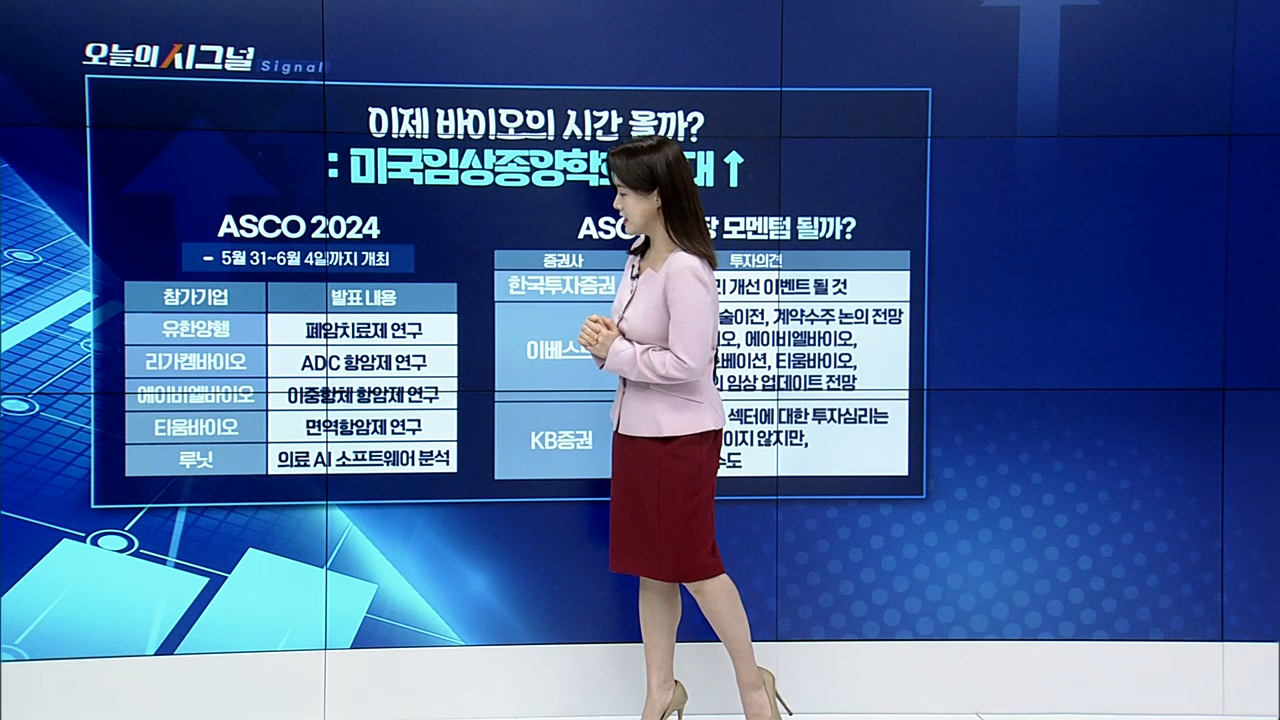 오늘의 시그널 Signal
이제 바이오의 시간 올까?
: 미국임상종양학 대↑
ASCO 2024
- 5월 31~6월 4일까지 개최
참가기업 발표 내용
유한양행 폐암치료제 연구
리가켐바이오 ADC 항암제 연구
에이비엘바이오 이중항체 항암제 연구
티움바이오 면역항암제 연구
루닛 의료 AI 소프트웨어 분석
모멘텀 될까?
증권사 투자의견
한국투자증권 개선 이벤트 될 것
이베스 술이전, 계약수주 논의 전망
에이비엘바이오,
티움바이오,
임상 업데이트 전망
KB증권 섹터에 대한 투자심리는
이지 않지만,
수도